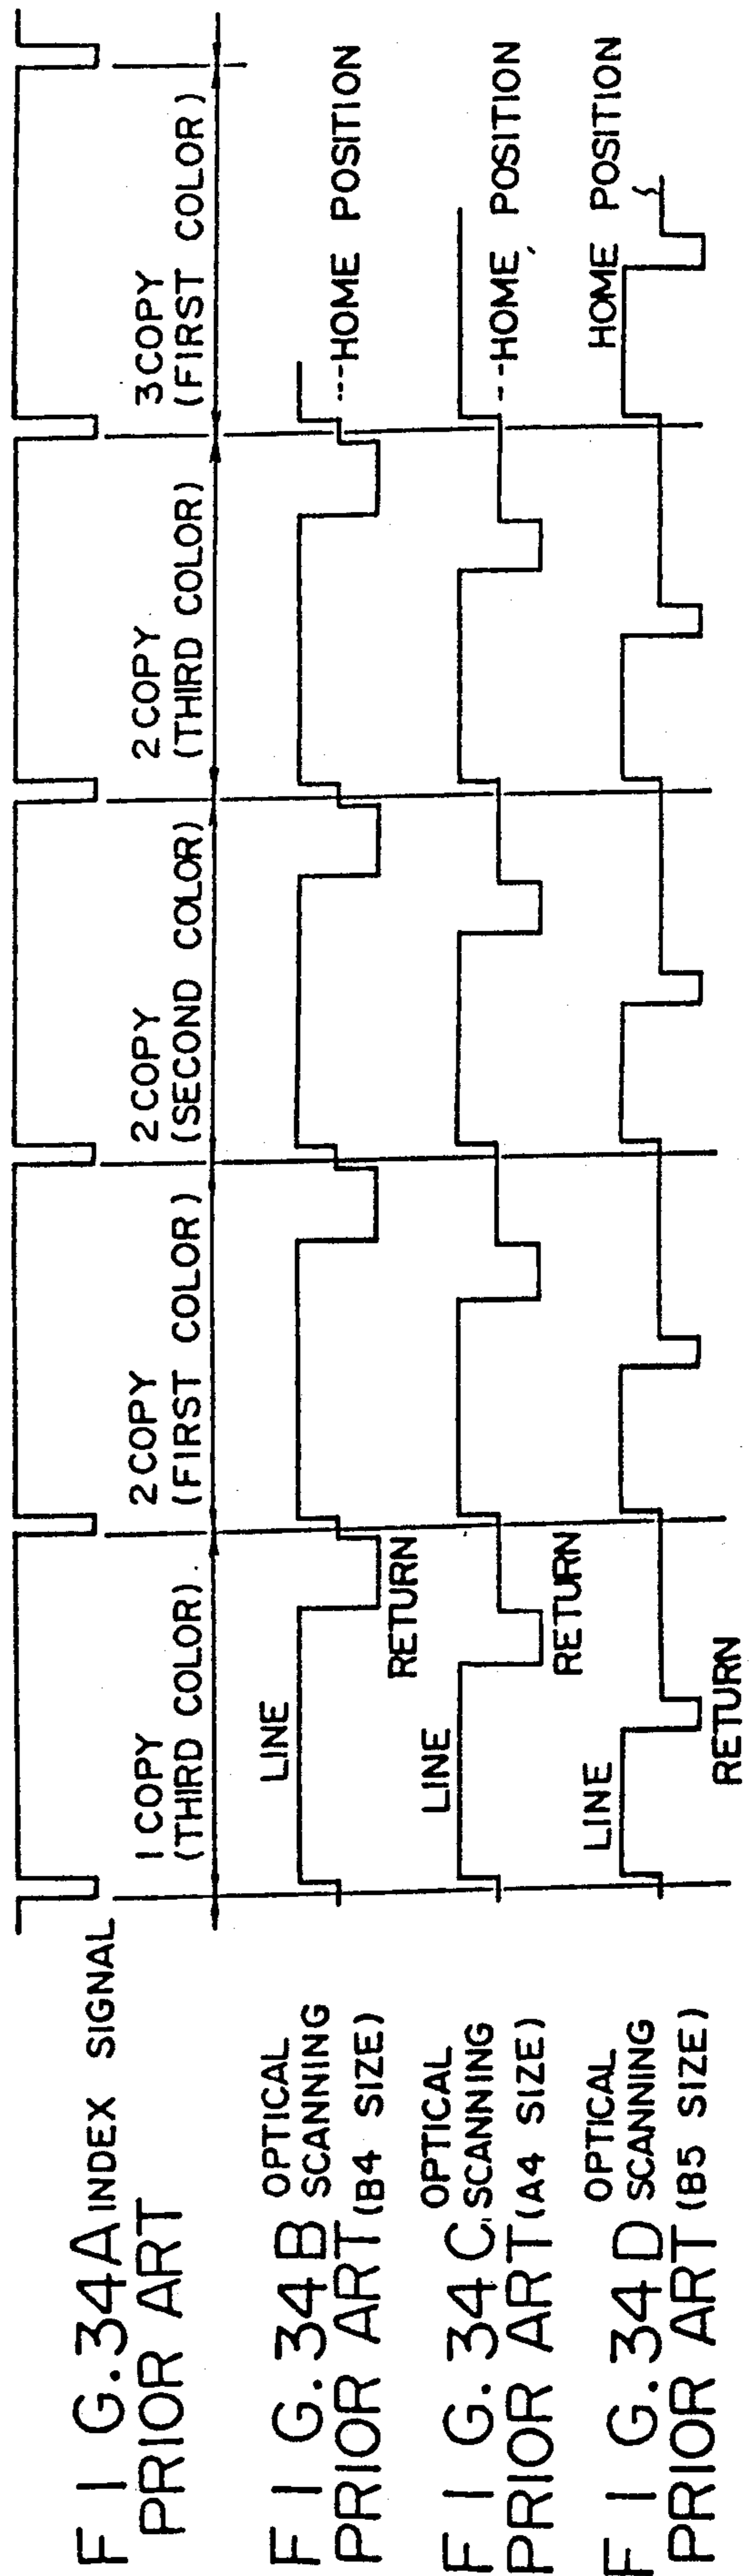 FIG.34A INDEX SIGNAL
PRIOR ART
1 COPY
(THIRD COLOR)
2 COPY
(FIRST COLOR)
2 COPY
(SECOND COLOR)
2 COPY
(THIRD COLOR)
3 COPY
(FIRST COLOR)
FIG.34B OPTICAL
SCANNING
PRIOR ART (B4 SIZE)
LINE
RETURN
HOME POSITION
FIG.34C OPTICAL
SCANNING
PRIOR ART (A4 SIZE)
LINE
RETURN
HOME POSITION
FIG.34D OPTICAL
SCANNING
PRIOR ART (B5 SIZE)
LINE
RETURN
HOME POSITION